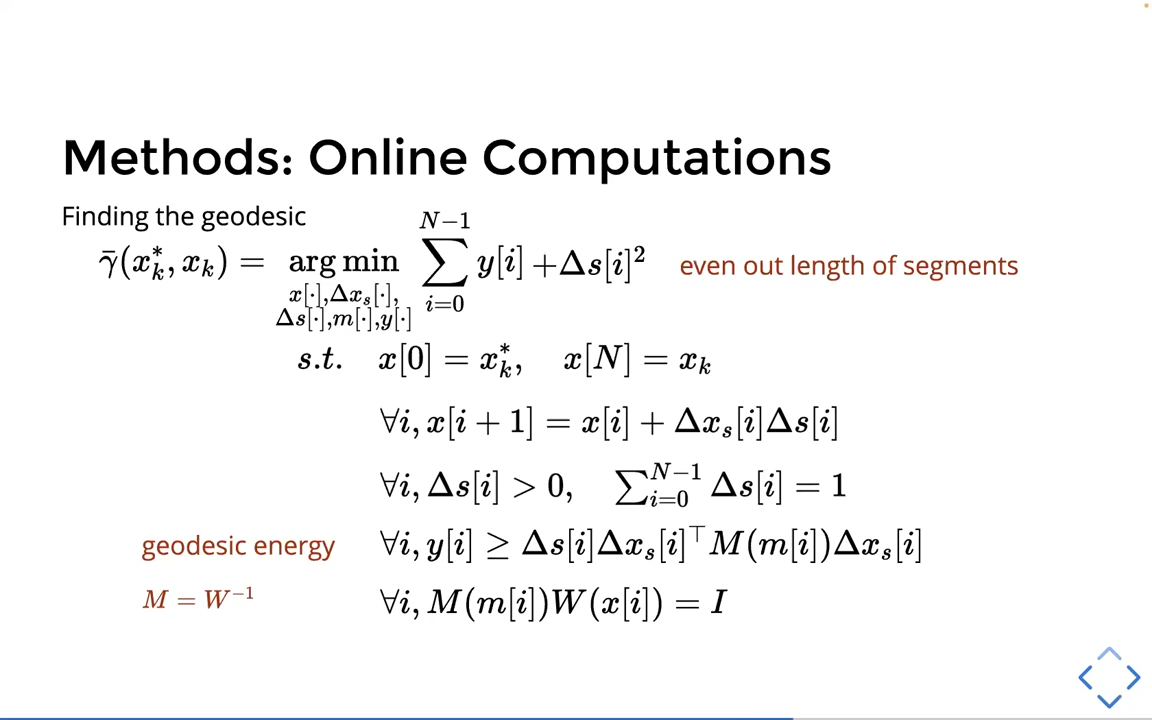 Methods: Online Computations
Finding the geodesic
γ̄(x*ₖ, xₖ) = arg min_{x[·],Δxₛ[·],Δs[·],m[·],y[·]} ∑_{i=0}^{N−1} y[i] + Δs[i]² even out length of segments
s.t. x[0] = x*ₖ, x[N] = xₖ
∀i, x[i + 1] = x[i] + Δxₛ[i]Δs[i]
∀i, Δs[i] > 0, ∑_{i=0}^{N−1} Δs[i] = 1
geodesic energy ∀i, y[i] ≥ Δs[i]Δxₛ[i]^⊤ M(m[i])Δxₛ[i]
M = W⁻¹ ∀i, M(m[i])W(x[i]) = I